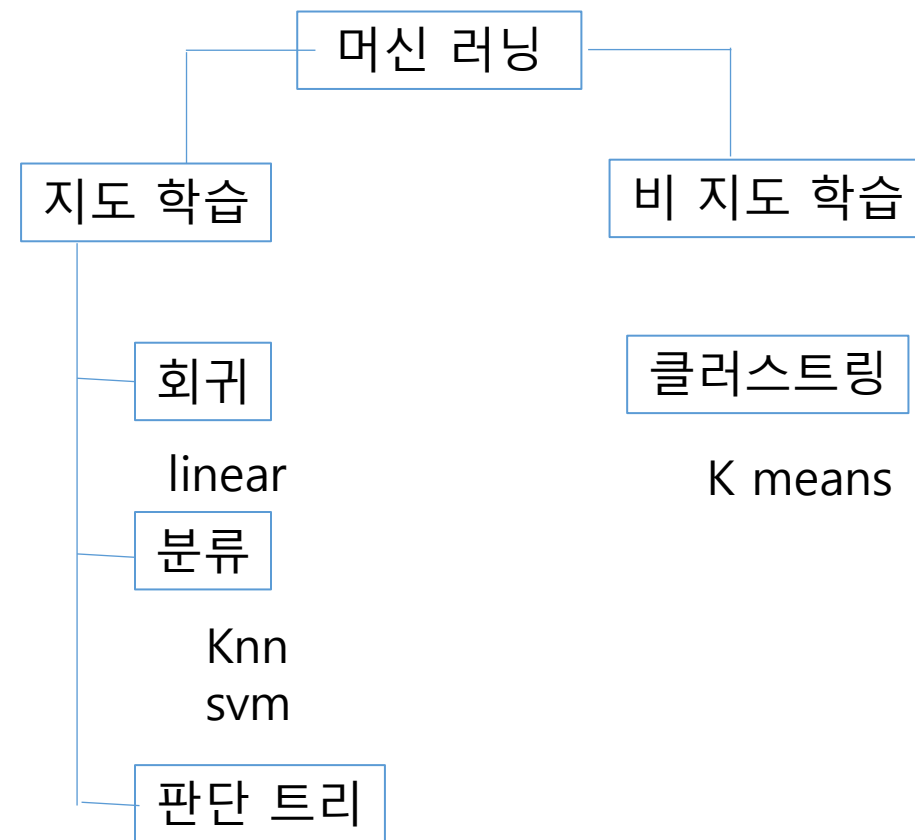 머신 러닝
지도 학습
비 지도 학습
회귀
클러스트링
linear
K means
분류
Knn
svm
판단 트리